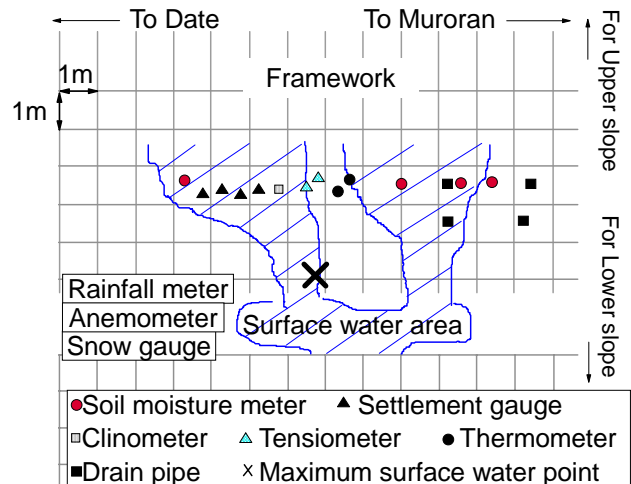 To Date
To Muroran
For Upper slope
1m
Framework
1m
For Lower slope
Rainfall meter
Anemometer
Snow gauge
Surface water area
Soil moisture meter
Settlement gauge
Clinometer
Tensiometer
Thermometer
Drain pipe
Maximum surface water point